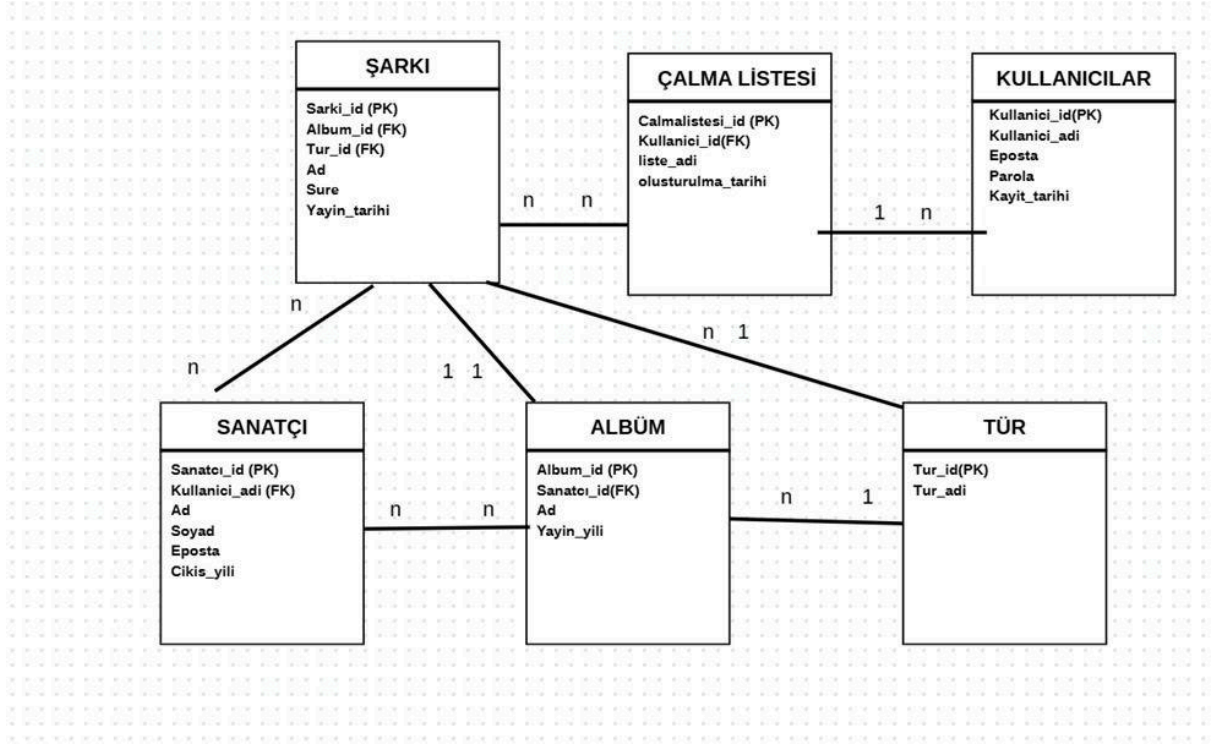 ŞARKI
Sarki_id (PK)
Album_id (FK)
Tur_id (FK)
Ad
Sure
Yayin_tarihi
ÇALMA LİSTESİ
Calmalistesi_id (PK)
Kullanici_id(FK)
liste_adi
olusturulma_tarihi
KULLANICILAR
Kullanici_id(PK)
Kullanici_adi
Eposta
Parola
Kayit_tarihi
n n
1 n
n
n
1 1
n 1
SANATÇI
Sanatcı_id (PK)
Kullanici_adi (FK)
Ad
Soyad
Eposta
Cikis_yili
n n
ALBÜM
Album_id (PK)
Sanatcı_id(FK)
Ad
Yayin_yili
n 1
TÜR
Tur_id(PK)
Tur_adi